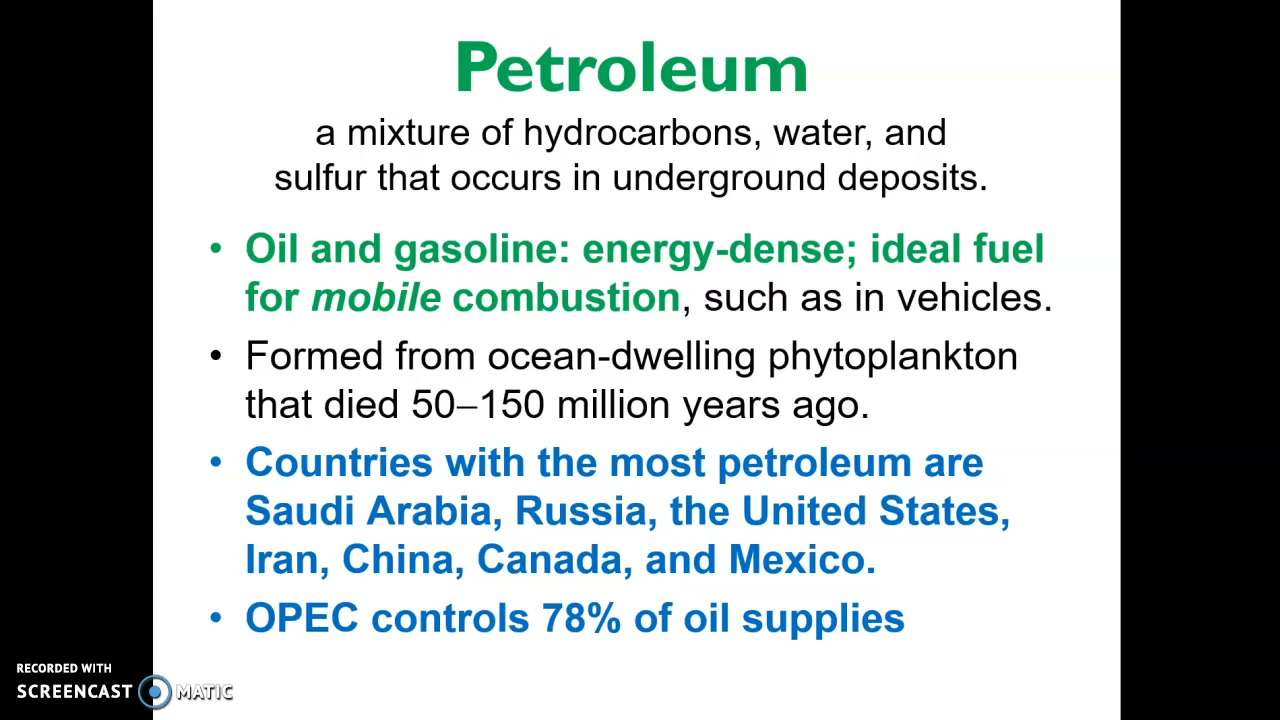 Petroleum
a mixture of hydrocarbons, water, and
sulfur that occurs in underground deposits.
• Oil and gasoline: energy-dense; ideal fuel
for mobile combustion, such as in vehicles.
• Formed from ocean-dwelling phytoplankton
that died 50–150 million years ago.
• Countries with the most petroleum are
Saudi Arabia, Russia, the United States,
Iran, China, Canada, and Mexico.
• OPEC controls 78% of oil supplies
RECORDED WITH
SCREENCAST MATIC